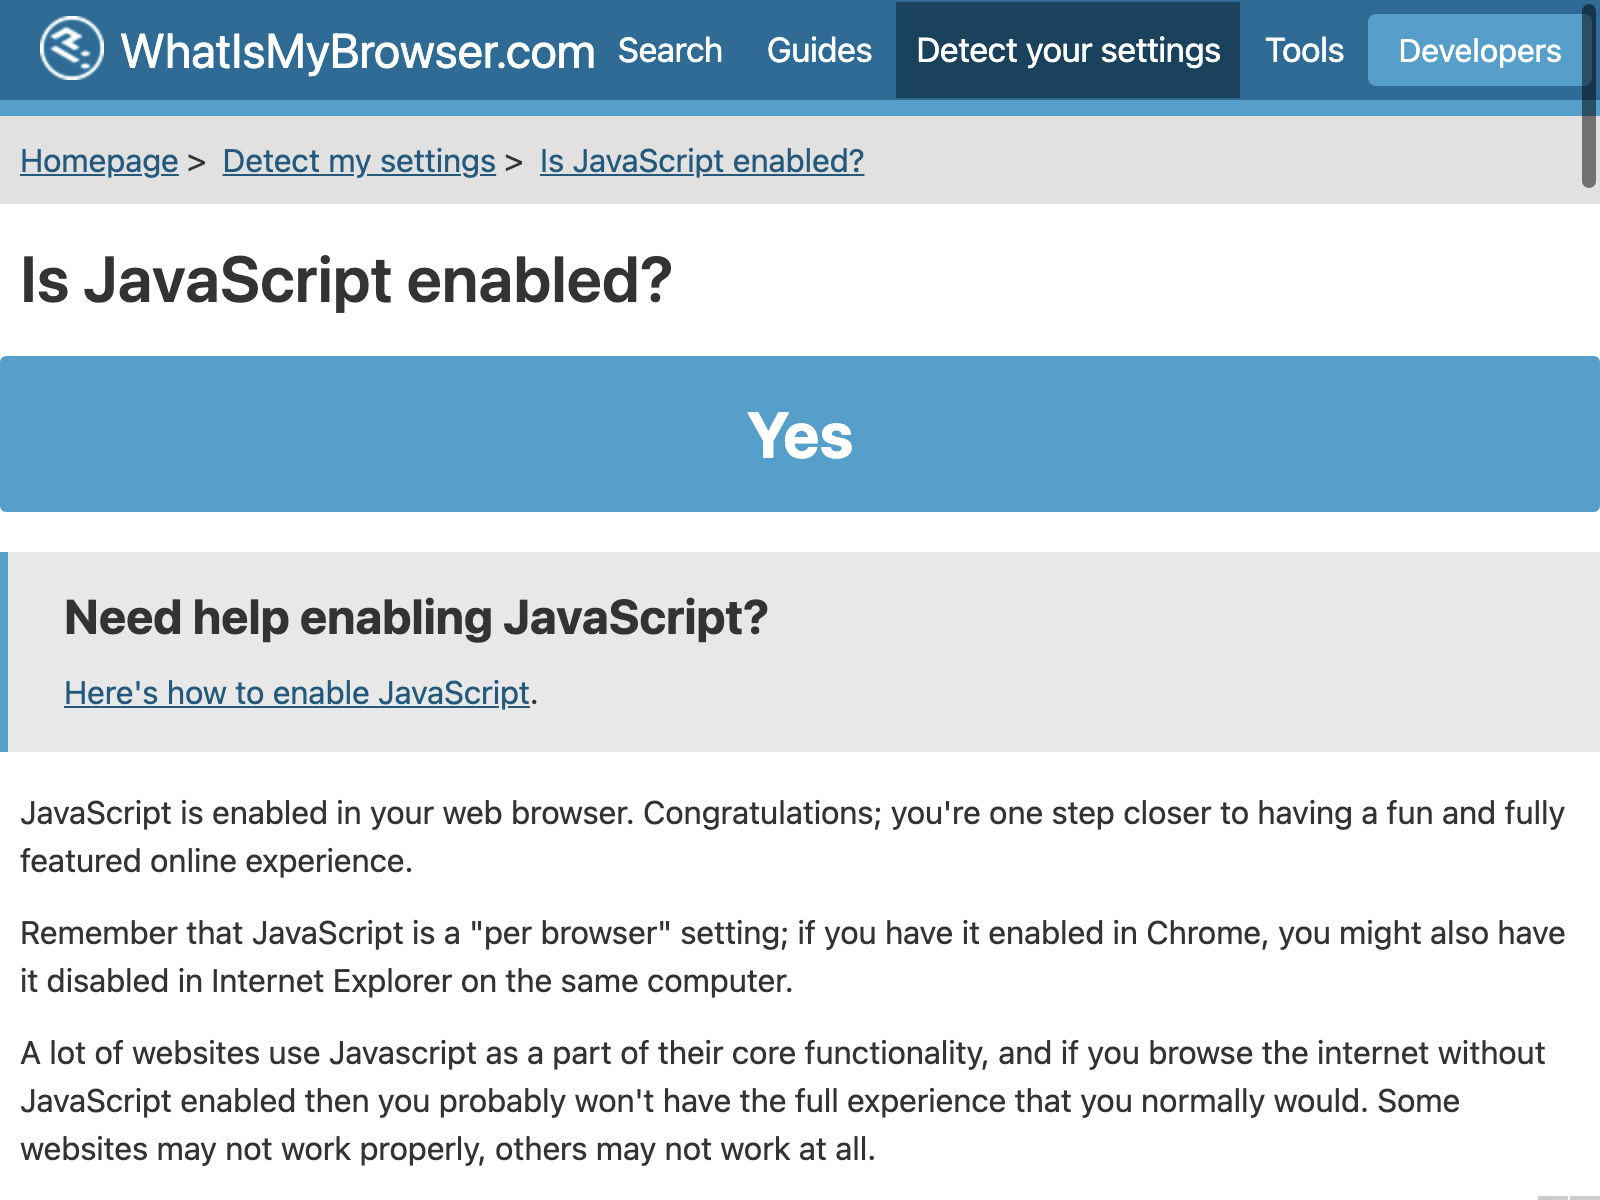 WhatIsMyBrowser.com Search Guides Detect your settings Tools Developers
Homepage > Detect my settings > Is JavaScript enabled?
Is JavaScript enabled?
Yes
Need help enabling JavaScript?
Here's how to enable JavaScript.
JavaScript is enabled in your web browser. Congratulations; you're one step closer to having a fun and fully
featured online experience.
Remember that JavaScript is a "per browser" setting; if you have it enabled in Chrome, you might also have
it disabled in Internet Explorer on the same computer.
A lot of websites use Javascript as a part of their core functionality, and if you browse the internet without
JavaScript enabled then you probably won't have the full experience that you normally would. Some
websites may not work properly, others may not work at all.